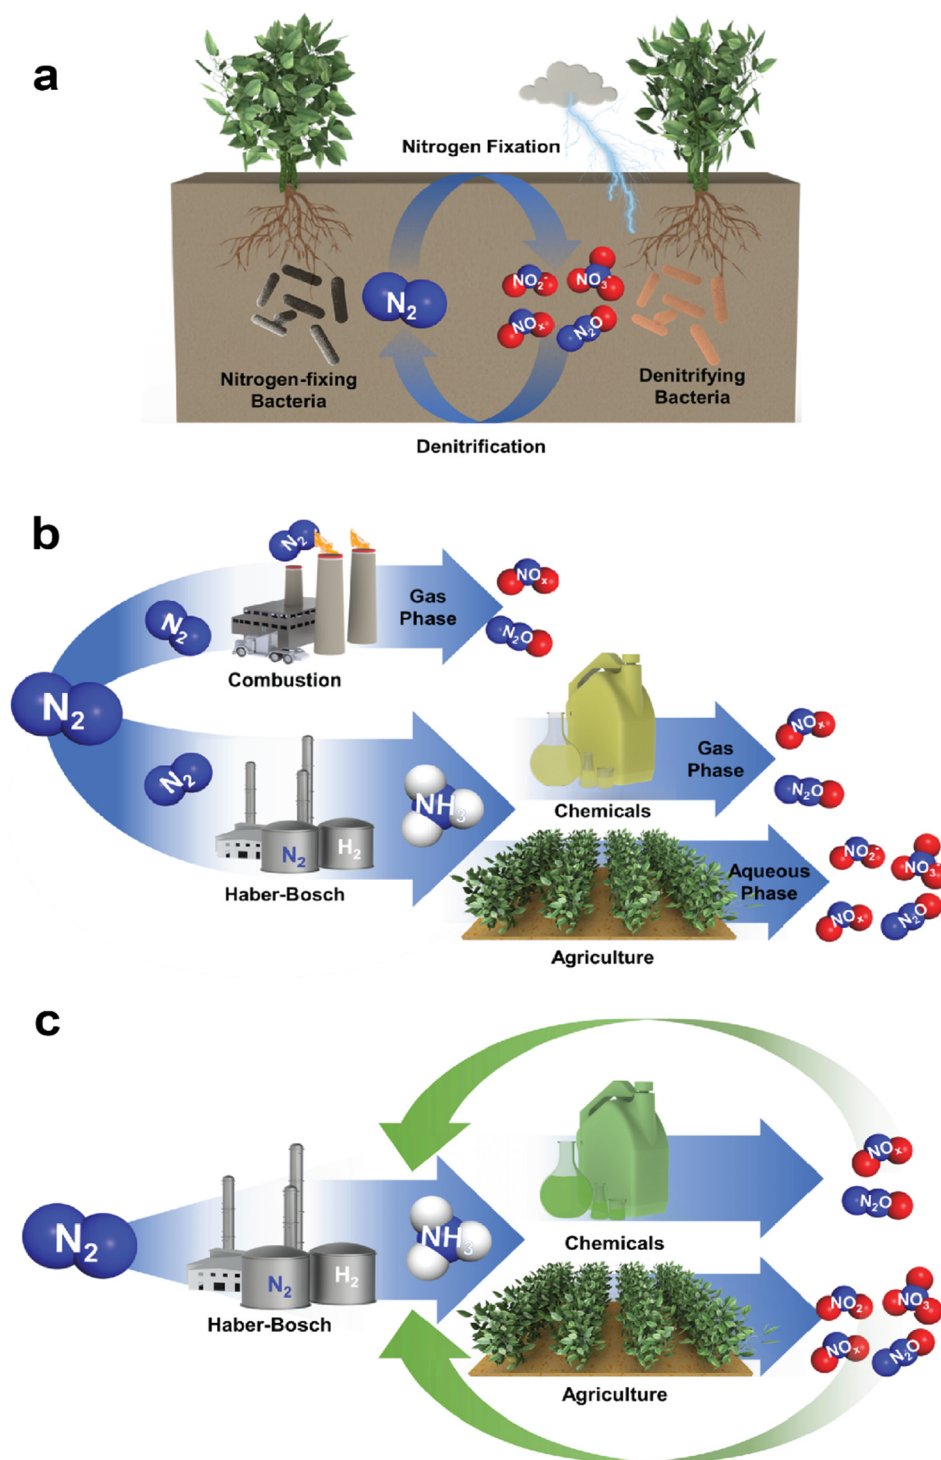 a
Nitrogen Fixation
N₂
NO₂⁻
NO₃⁻
NOₓ
N₂O
Nitrogen-fixing
Bacteria
Denitrifying
Bacteria
Denitrification
b
N₂
NOₓ
Gas
Phase
N₂
N₂O
Combustion
N₂
N₂
NOₓ
Gas
Phase
NH₃
N₂O
Chemicals
N₂
H₂
Haber-Bosch
NO₂⁻
NO₃⁻
Aqueous
Phase
NOₓ
N₂O
Agriculture
c
NOₓ
N₂O
N₂
NH₃
Chemicals
N₂
H₂
Haber-Bosch
NO₂⁻
NO₃⁻
NOₓ
N₂O
Agriculture